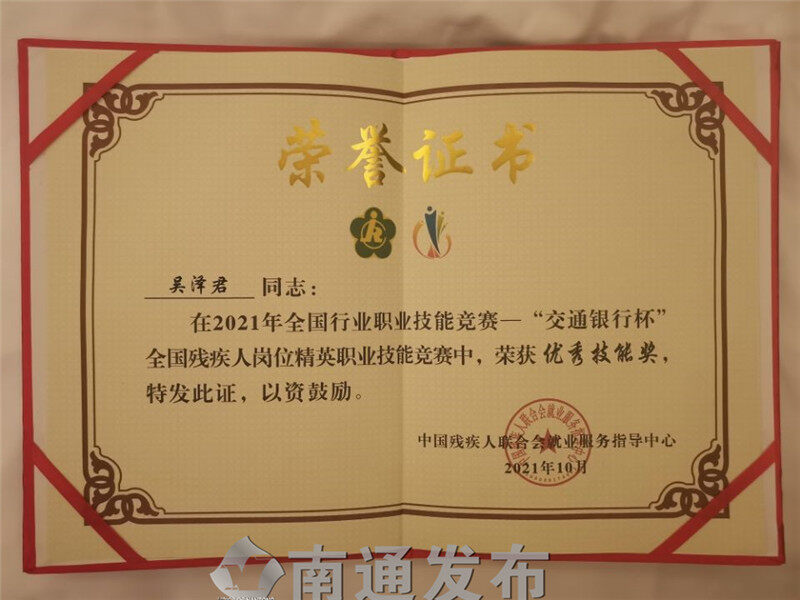 荣誉证书
吴泽君 同志：
在2021年全国行业职业技能竞赛—“交通银行杯”
全国残疾人岗位精英职业技能竞赛中，荣获 优秀技能奖，
特发此证，以资鼓励。
中国残疾人联合会就业服务指导中心
2021年10月
南通发布